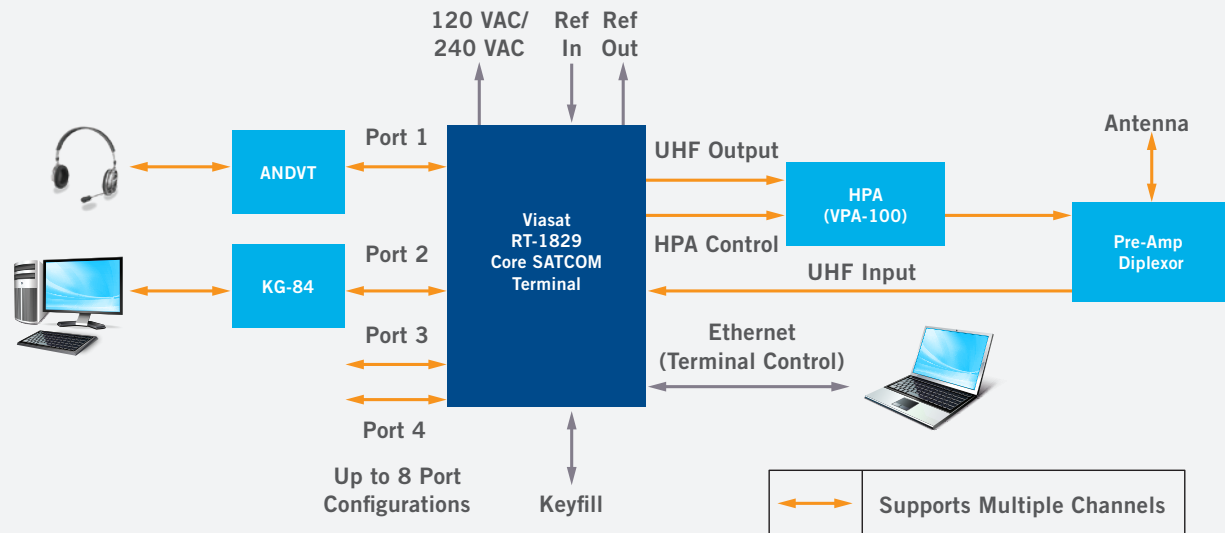 120 VAC/
240 VAC
Ref
In
Ref
Out
Port 1
ANDVT
UHF Output
Antenna
HPA
(VPA-100)
Viasat
RT-1829
Core SATCOM
Terminal
HPA Control
Pre-Amp
Diplexor
Port 2
KG-84
UHF Input
Port 3
Ethernet
(Terminal Control)
Port 4
Up to 8 Port
Configurations
Keyfill
Supports Multiple Channels